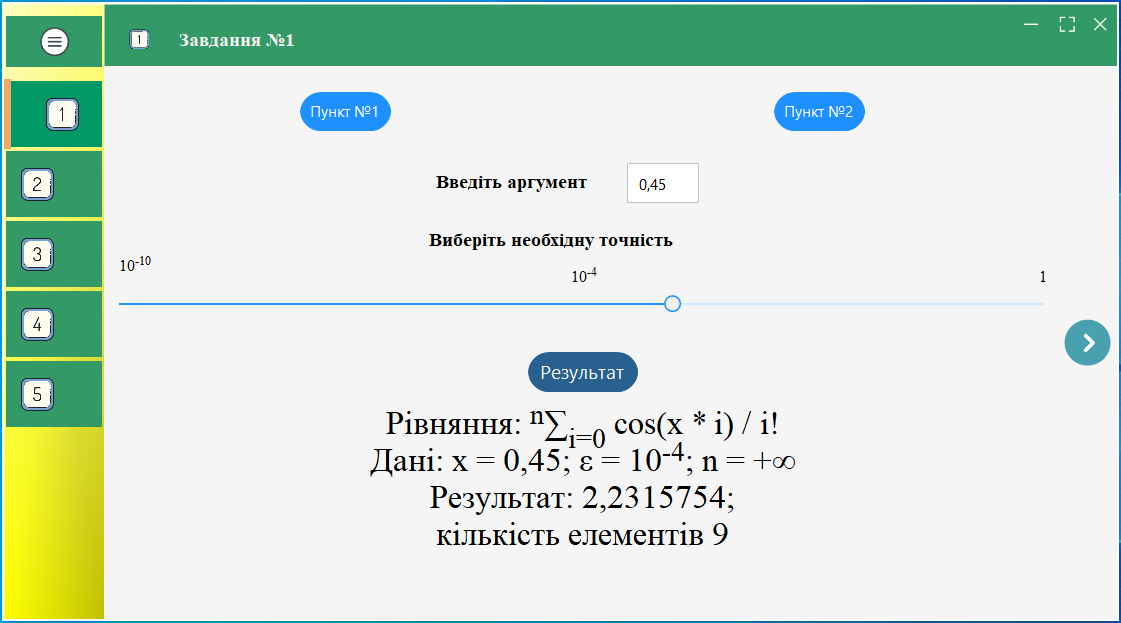 1 Завдання №1
1
2
3
4
5
Пункт №1 Пункт №2
Введіть аргумент 0,45
Виберіть необхідну точність
10⁻¹⁰ 10⁻⁴ 1
Результат
Рівняння: ⁿ∑ᵢ₌₀ cos(x * i) / i!
Дані: x = 0,45; ε = 10⁻⁴; n = +∞
Результат: 2,2315754;
кількість елементів 9